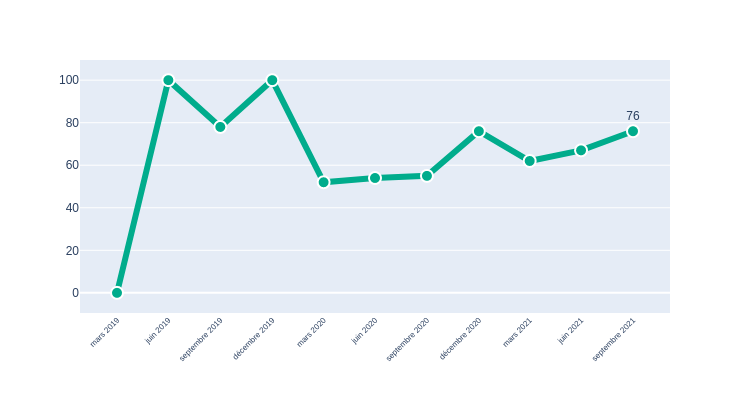 100
80
60
40
20
0
76
mars 2019
juin 2019
septembre 2019
décembre 2019
mars 2020
juin 2020
septembre 2020
décembre 2020
mars 2021
juin 2021
septembre 2021